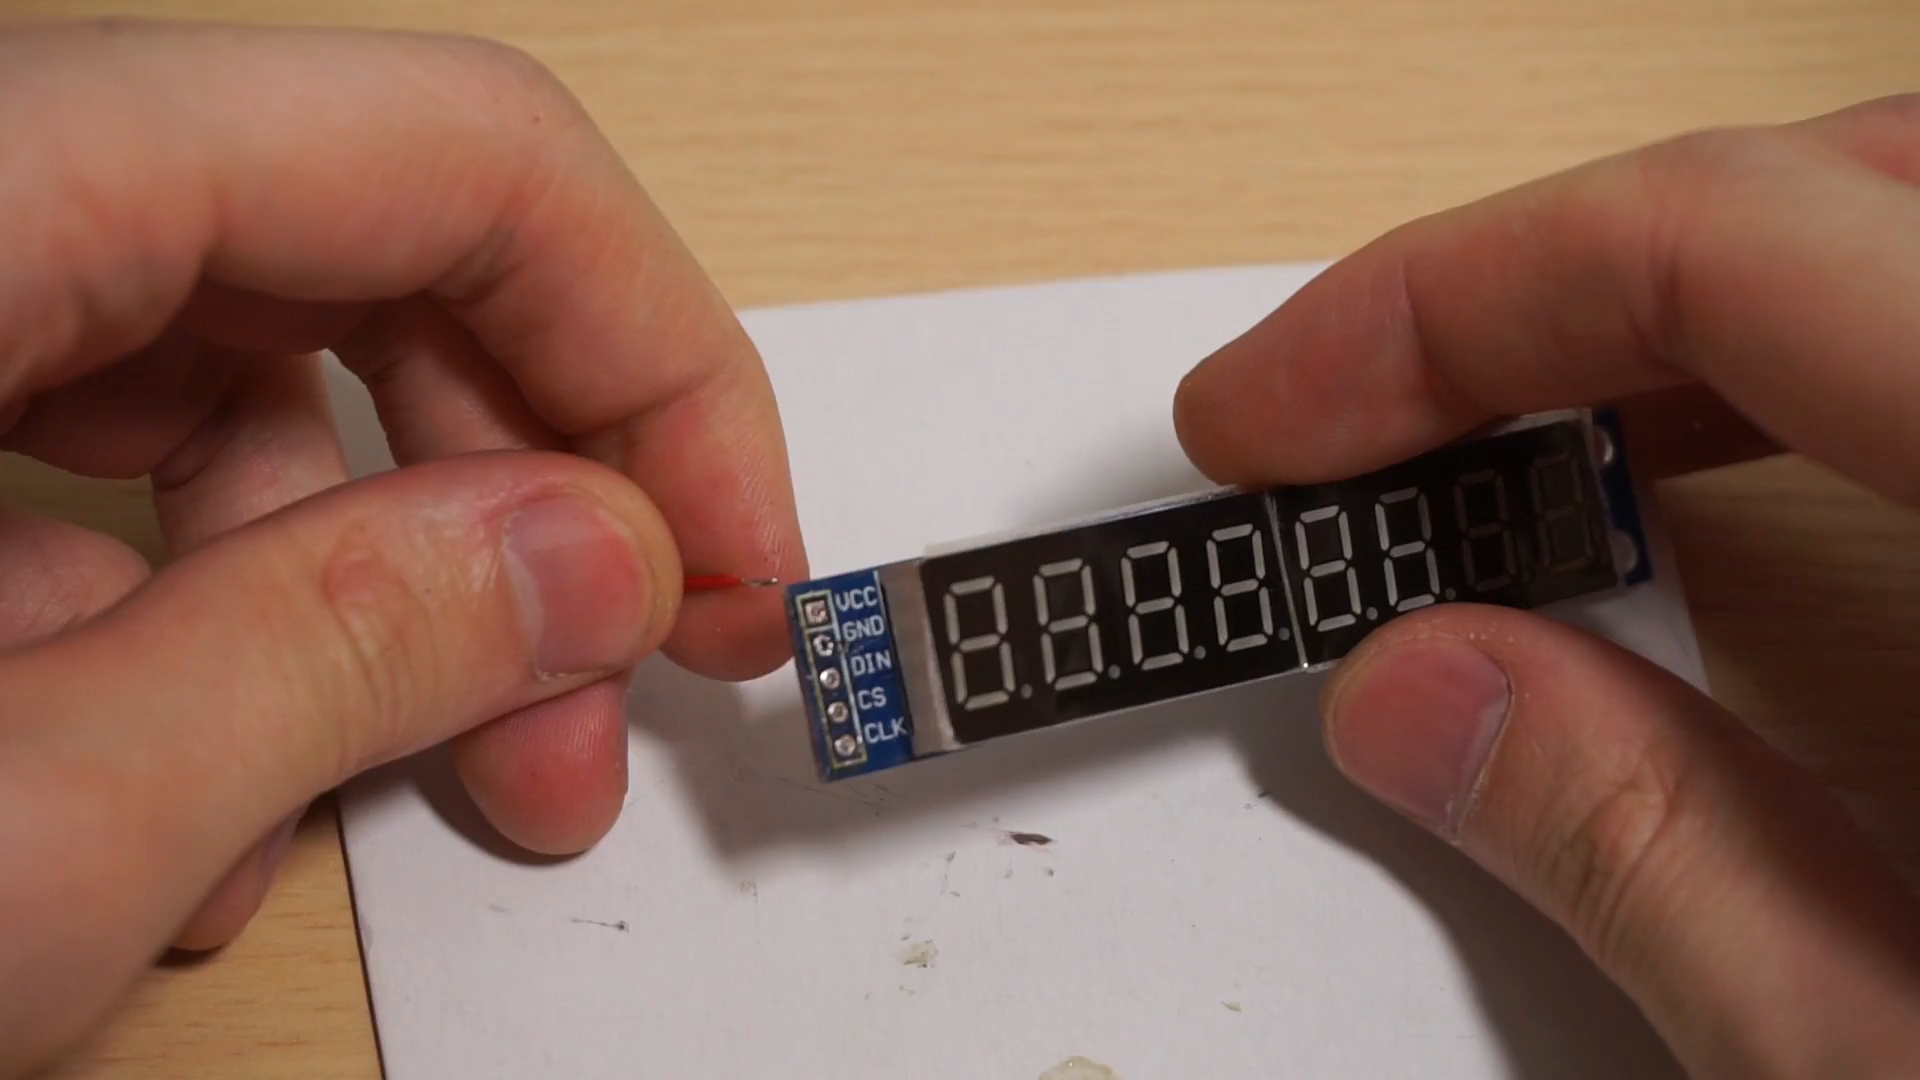 VCC
GND
DIN
CS
CLK